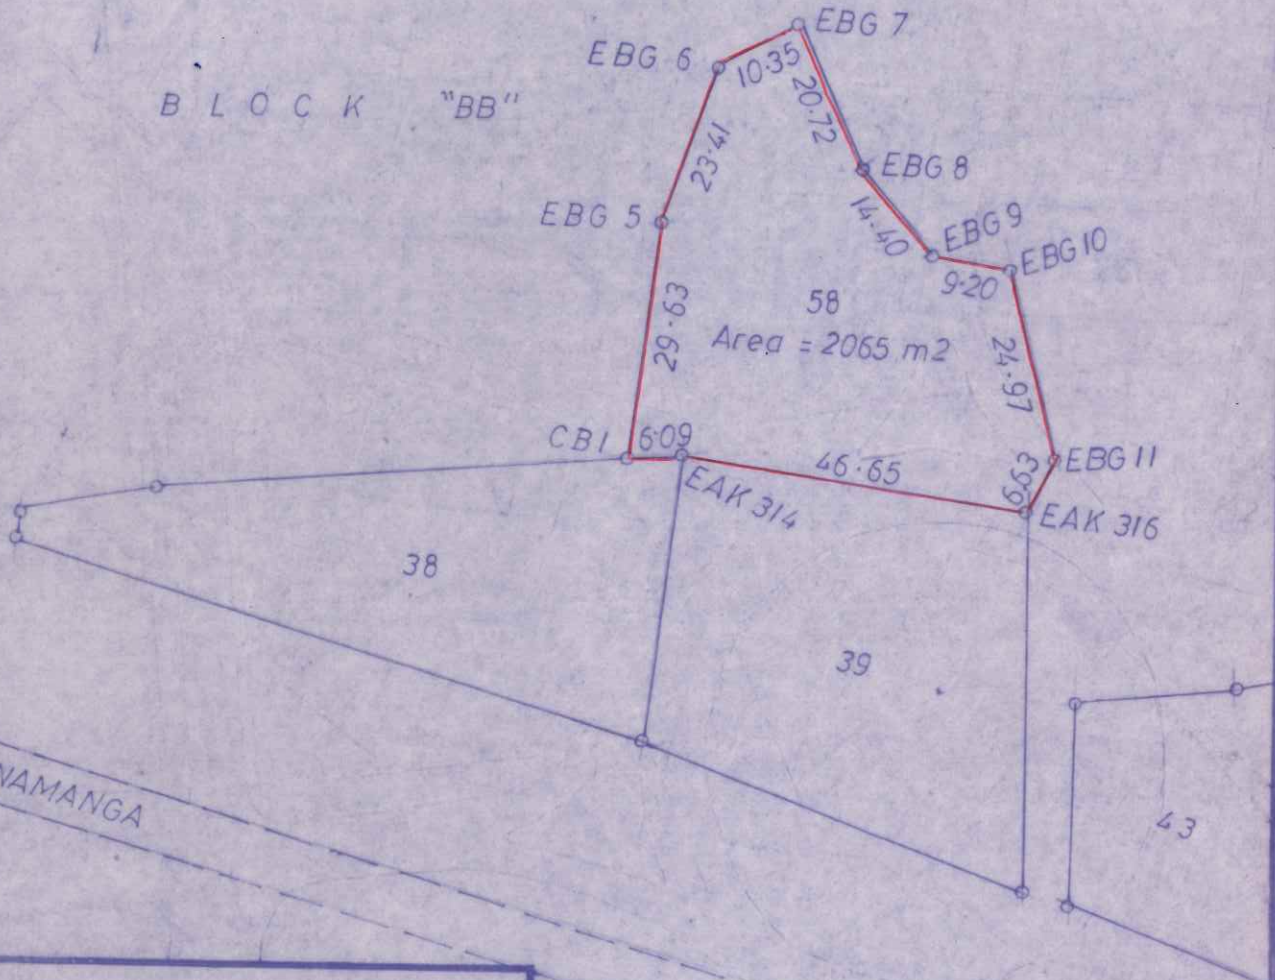 EBG 7
EBG 6
10·35
BLOCK "BB"
20·72
23·41
EBG 8
EBG 5
14·40
EBG 9
EBG 10
9·20
58
29·63
Area = 2065 m2
24·97
CB1
6·09
46·65
EBG 11
6·63
EAK 314
EAK 316
38
39
NAMANGA
43